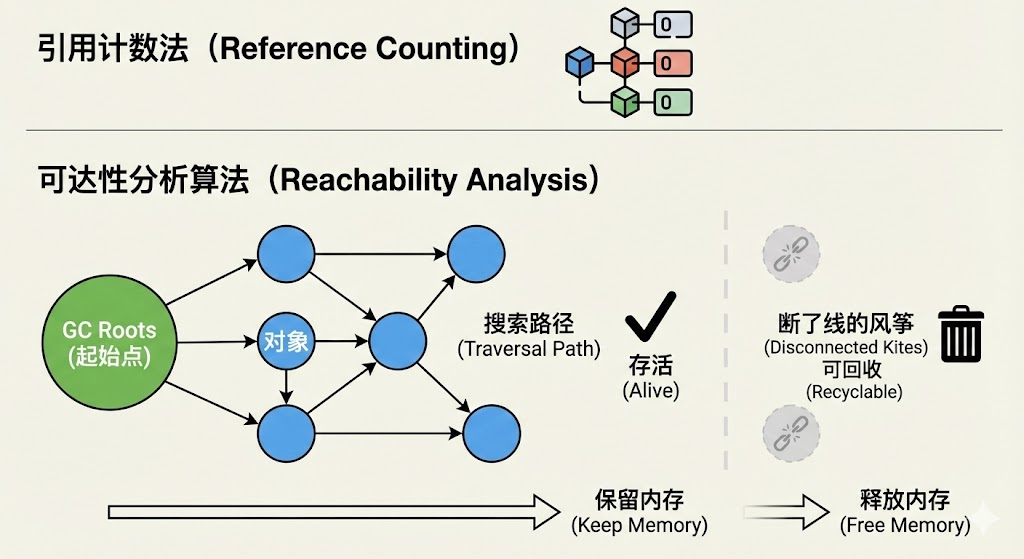 引用计数法（Reference Counting）
0
0
0
可达性分析算法（Reachability Analysis）
GC Roots
(起始点)
对象
搜索路径
(Traversal Path)
存活
(Alive)
断了线的风筝
(Disconnected Kites)
可回收
(Recyclable)
保留内存
(Keep Memory)
释放内存
(Free Memory)